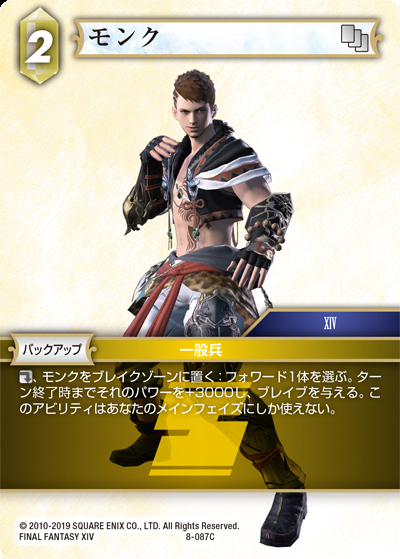 2
モンク
XIV
バックアップ
一般兵
、モンクをブレイクゾーンに置く：フォワード1体を選ぶ。ター
ン終了時までそれのパワーを+3000し、ブレイブを与える。こ
のアビリティはあなたのメインフェイズにしか使えない。
© 2010-2019 SQUARE ENIX CO., LTD. All Rights Reserved.
FINAL FANTASY XIV
8-087C